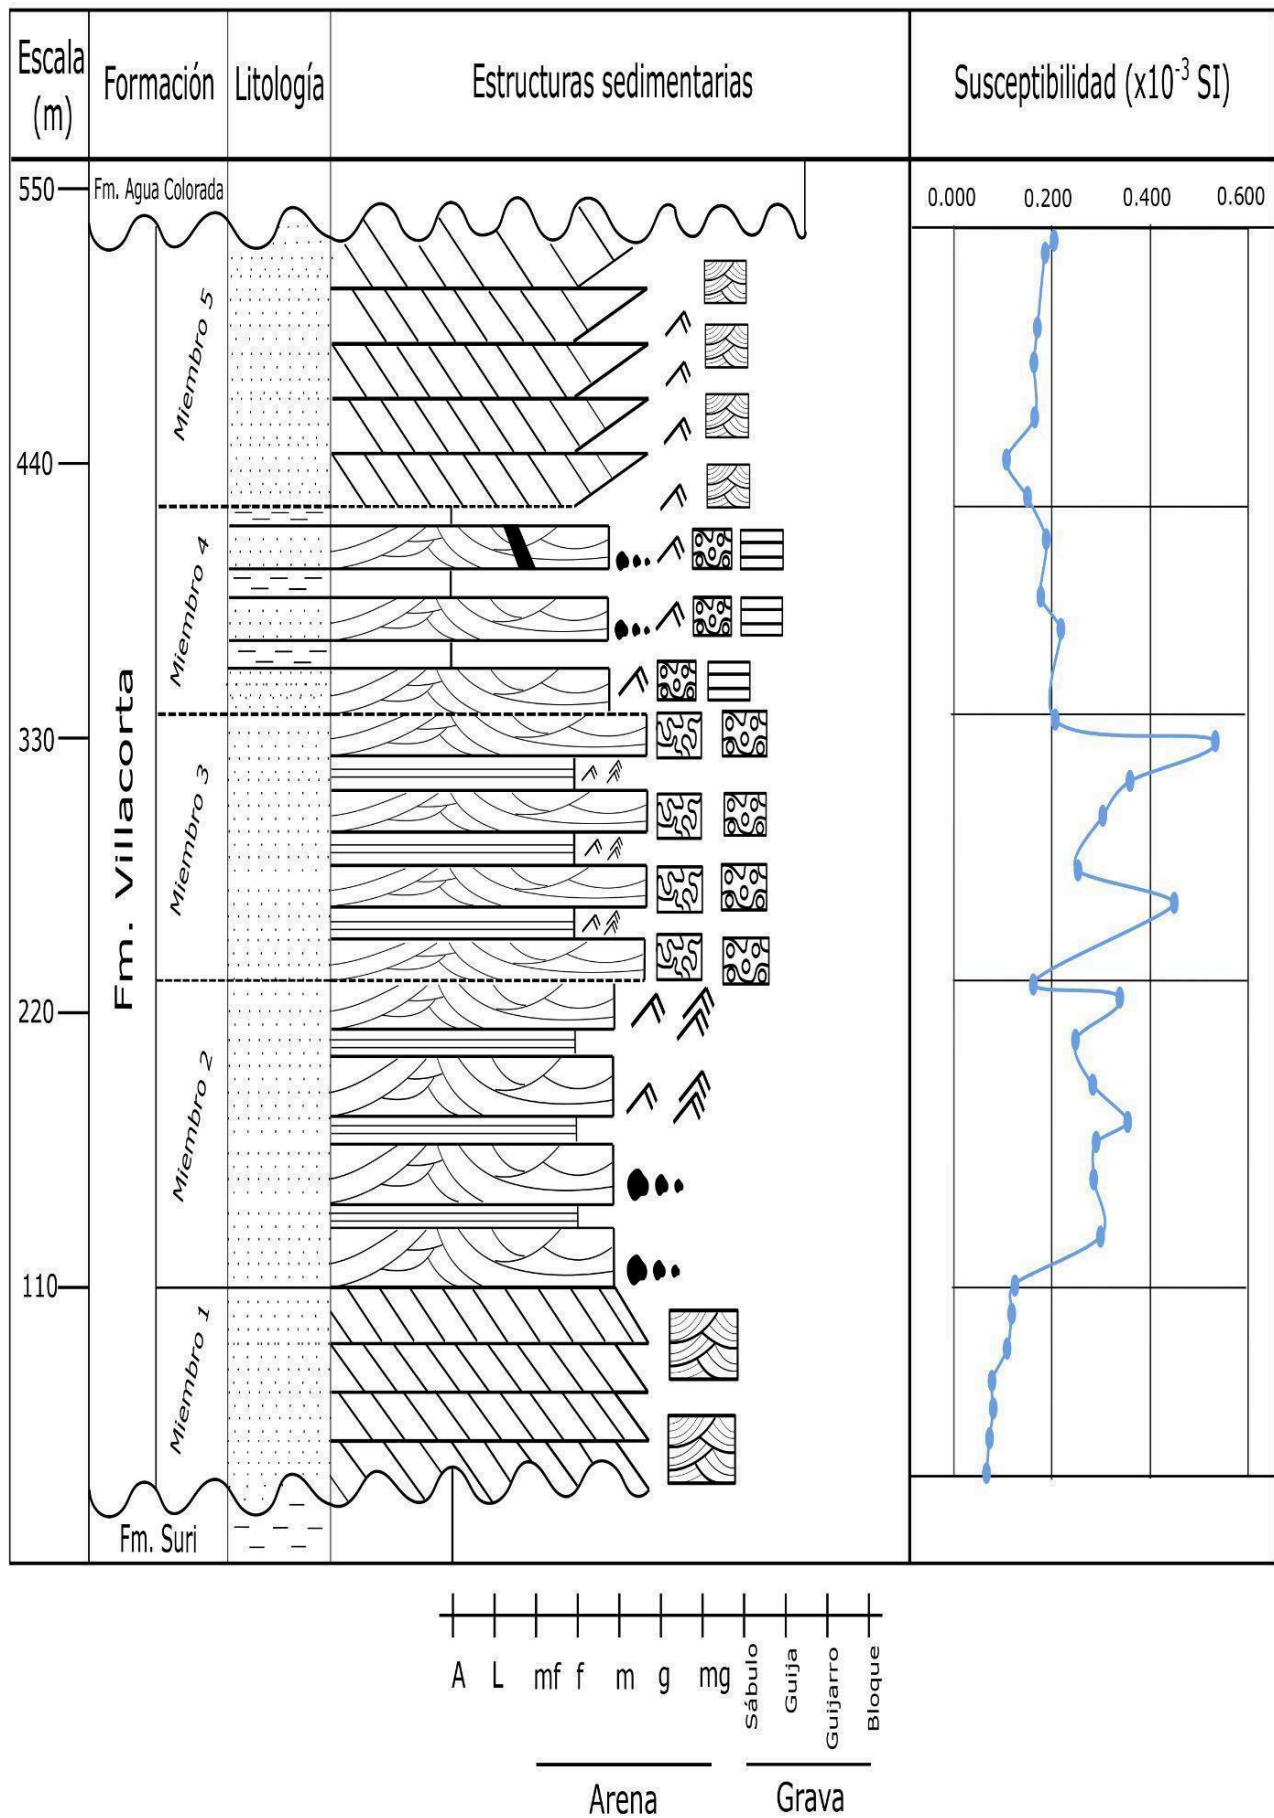 Escala
(m)
Formación
Litología
Estructuras sedimentarias
Susceptibilidad (x10⁻³ SI)
550
Fm. Agua Colorada
0.000
0.200
0.400
0.600
Miembro 5
440
Miembro 4
Fm. Villacorta
330
Miembro 3
220
Miembro 2
110
Miembro 1
Fm. Suri
A
L
mf
f
m
g
mg
Sábulo
Guija
Guijarro
Bloque
Arena
Grava